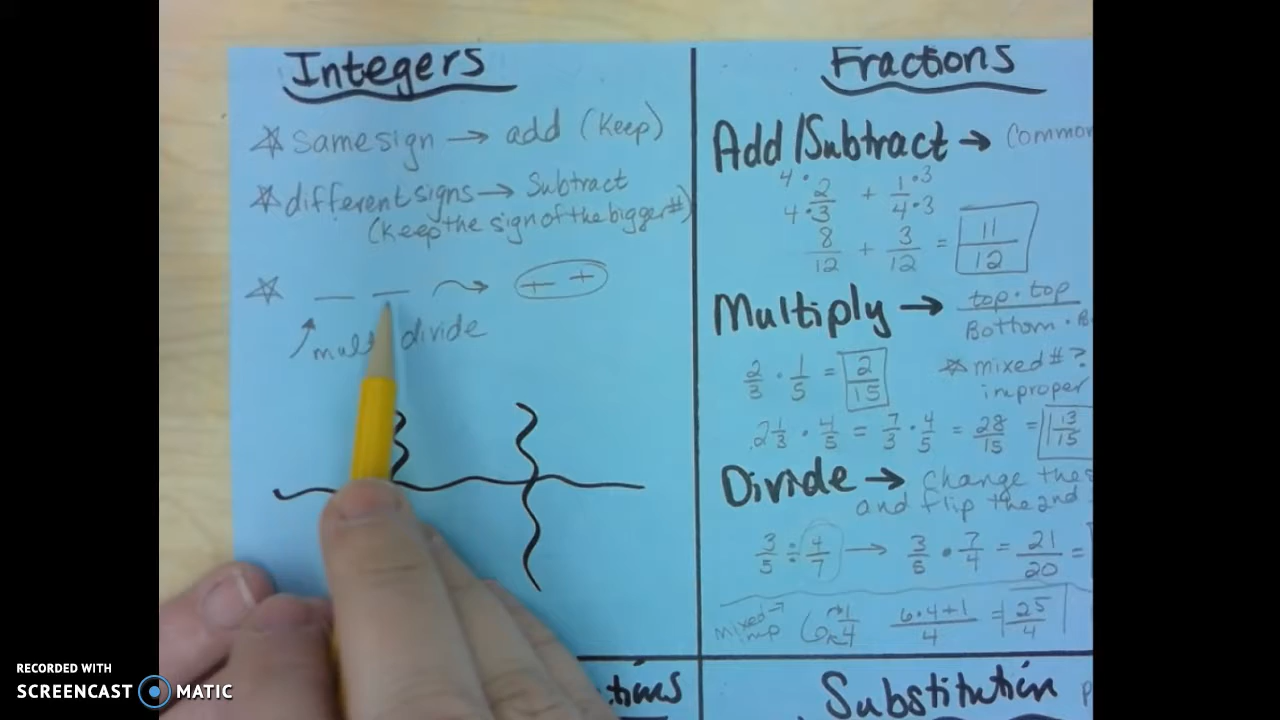 Integers
☆ same sign → add (Keep)
☆ different signs → Subtract
(Keep the sign of the bigger #)
☆ — — → + +
divide
Fractions
Add/Subtract → Common
4 • 2/3 • 4 + 1/4 • 3 • 3
8/12 + 3/12 = 11/12
Multiply → top • top / Bottom • B
2/3 • 1/5 = 2/15
☆ mixed #?
improper
2 1/3 • 4/5 = 7/3 • 4/5 = 28/15 = 1 13/15
Divide → change the
and flip the 2nd
3/5 ÷ 4/7 → 3/5 • 7/4 = 21/20 =
mixed → imp 6 1/4 6•4+1/4 = 25/4
Substitution
RECORDED WITH
SCREENCAST MATIC